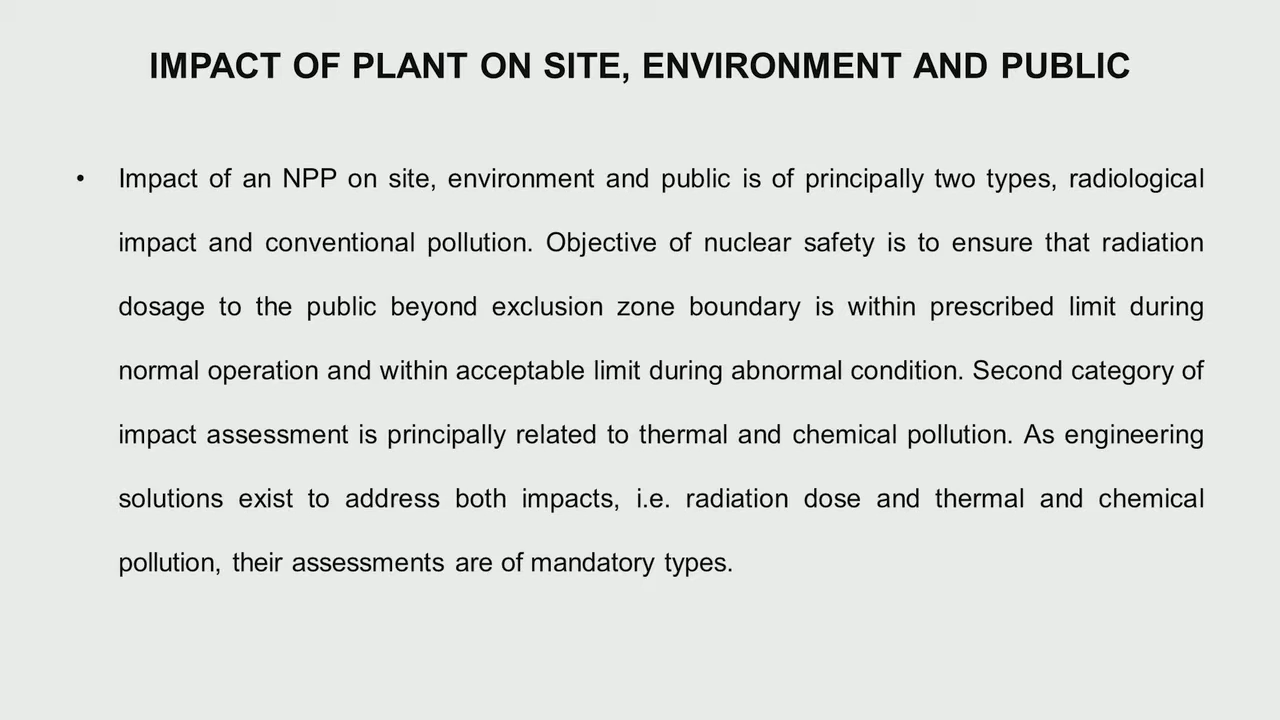 IMPACT OF PLANT ON SITE, ENVIRONMENT AND PUBLIC
• Impact of an NPP on site, environment and public is of principally two types, radiological
impact and conventional pollution. Objective of nuclear safety is to ensure that radiation
dosage to the public beyond exclusion zone boundary is within prescribed limit during
normal operation and within acceptable limit during abnormal condition. Second category of
impact assessment is principally related to thermal and chemical pollution. As engineering
solutions exist to address both impacts, i.e. radiation dose and thermal and chemical
pollution, their assessments are of mandatory types.